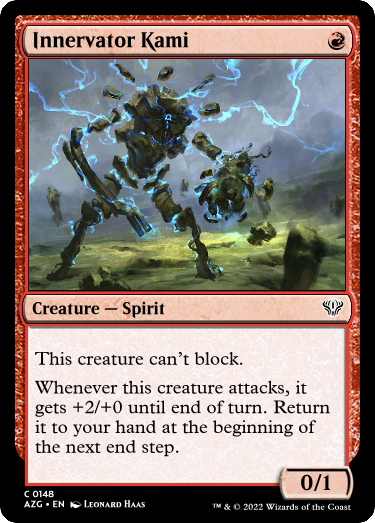 Innervator Kami
Creature — Spirit
This creature can't block.
Whenever this creature attacks, it
gets +2/+0 until end of turn. Return
it to your hand at the beginning of
the next end step.
0/1
C 0148
AZG • EN Leonard Haas
™ & © 2022 Wizards of the Coast